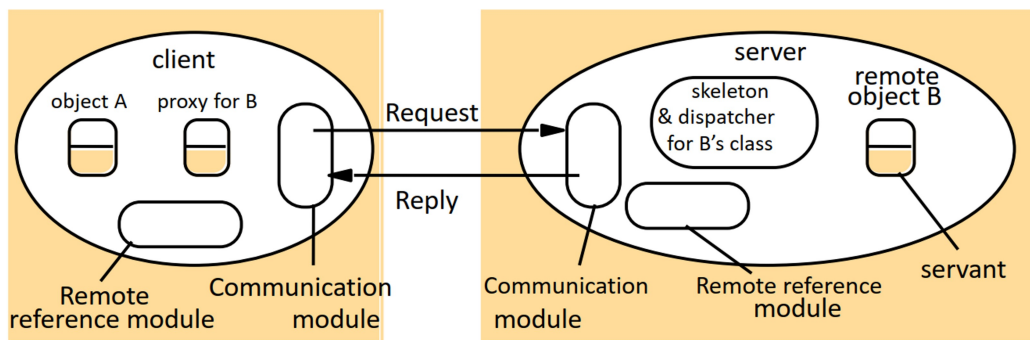 client
object A
proxy for B
Remote
reference module
Communication
module
Request
Reply
server
skeleton
& dispatcher
for B's class
remote
object B
Communication
module
Remote reference
module
servant